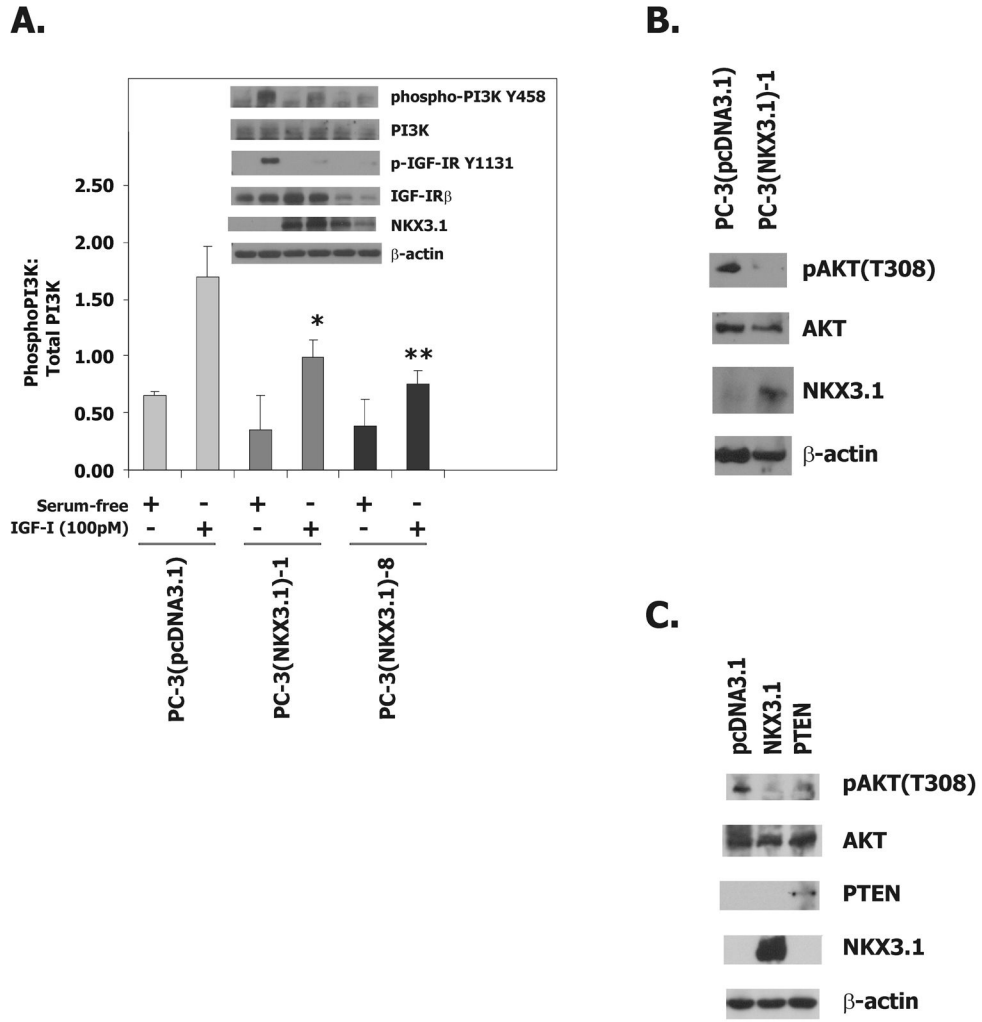 A.
phospho-PI3K Y458
PI3K
p-IGF-IR Y1131
IGF-IRβ
NKX3.1
β-actin
PhosphoPI3K:
Total PI3K
2.50
2.00
1.50
1.00
0.50
0.00
*
**
Serum-free + - + - + -
IGF-I (100pM) - + - + - +
PC-3(pcDNA3.1)
PC-3(NKX3.1)-1
PC-3(NKX3.1)-8
B.
PC-3(pcDNA3.1)
PC-3(NKX3.1)-1
pAKT(T308)
AKT
NKX3.1
β-actin
C.
pcDNA3.1
NKX3.1
PTEN
pAKT(T308)
AKT
PTEN
NKX3.1
β-actin